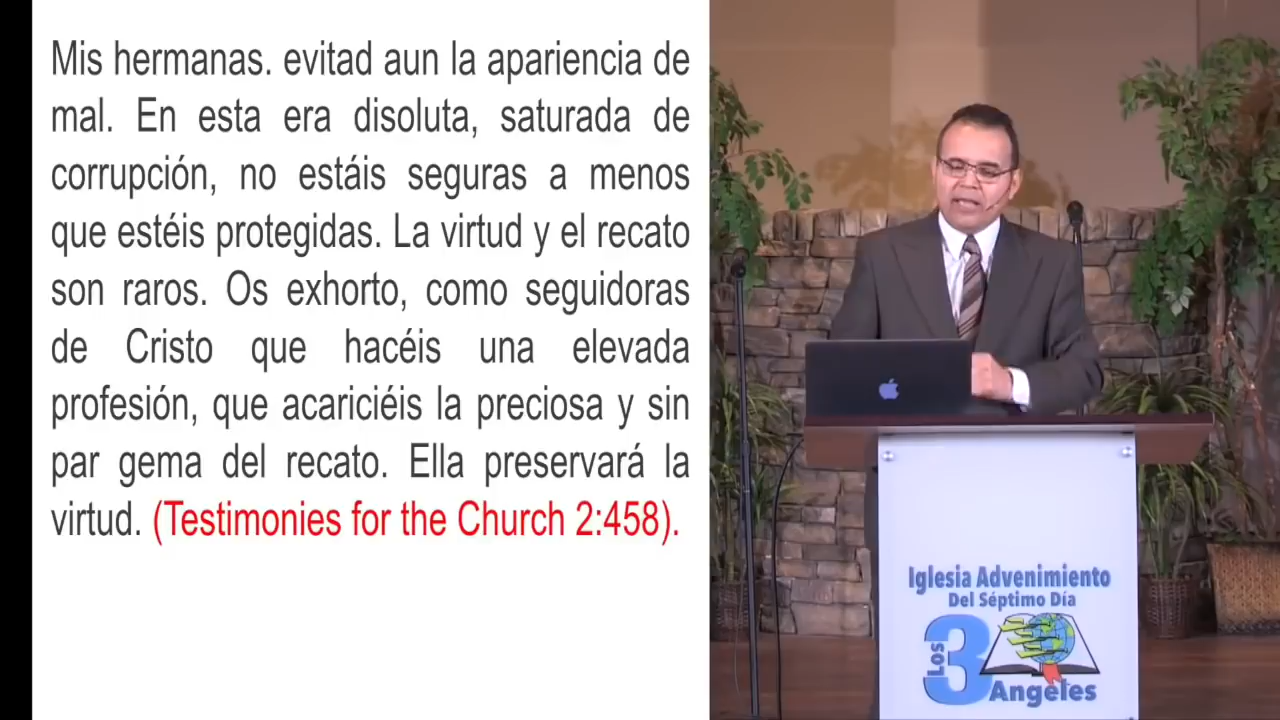 Mis hermanas. evitad aun la apariencia de
mal. En esta era disoluta, saturada de
corrupción, no estáis seguras a menos
que estéis protegidas. La virtud y el recato
son raros. Os exhorto, como seguidoras
de Cristo que hacéis una elevada
profesión, que acariciéis la preciosa y sin
par gema del recato. Ella preservará la
virtud. (Testimonies for the Church 2:458).
Iglesia Advenimiento
Del Séptimo Día
Los 3
Angeles